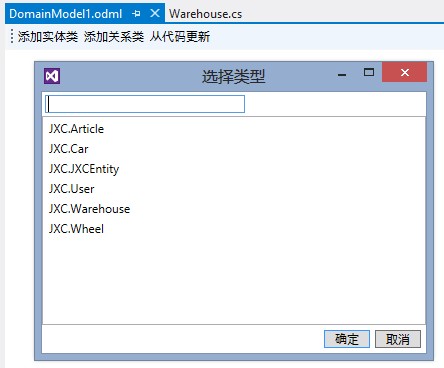 DomainModel1.odml Warehouse.cs
添加实体类 添加关系类 从代码更新
选择类型
JXC.Article
JXC.Car
JXC.JXCEntity
JXC.User
JXC.Warehouse
JXC.Wheel
确定 取消